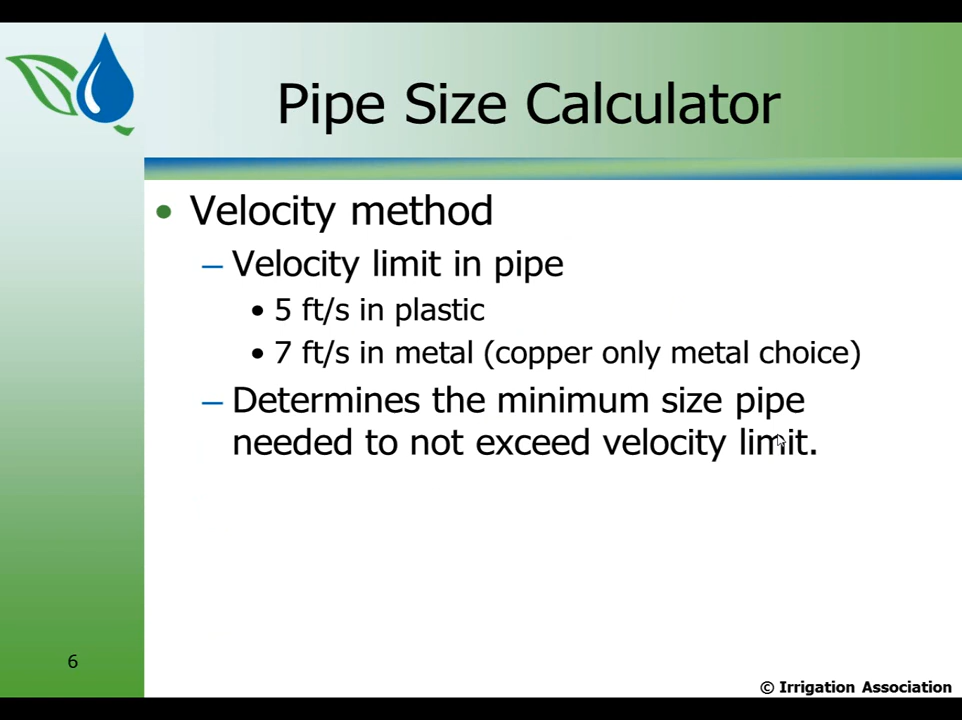 Pipe Size Calculator
• Velocity method
– Velocity limit in pipe
• 5 ft/s in plastic
• 7 ft/s in metal (copper only metal choice)
– Determines the minimum size pipe
needed to not exceed velocity limit.
6
© Irrigation Association